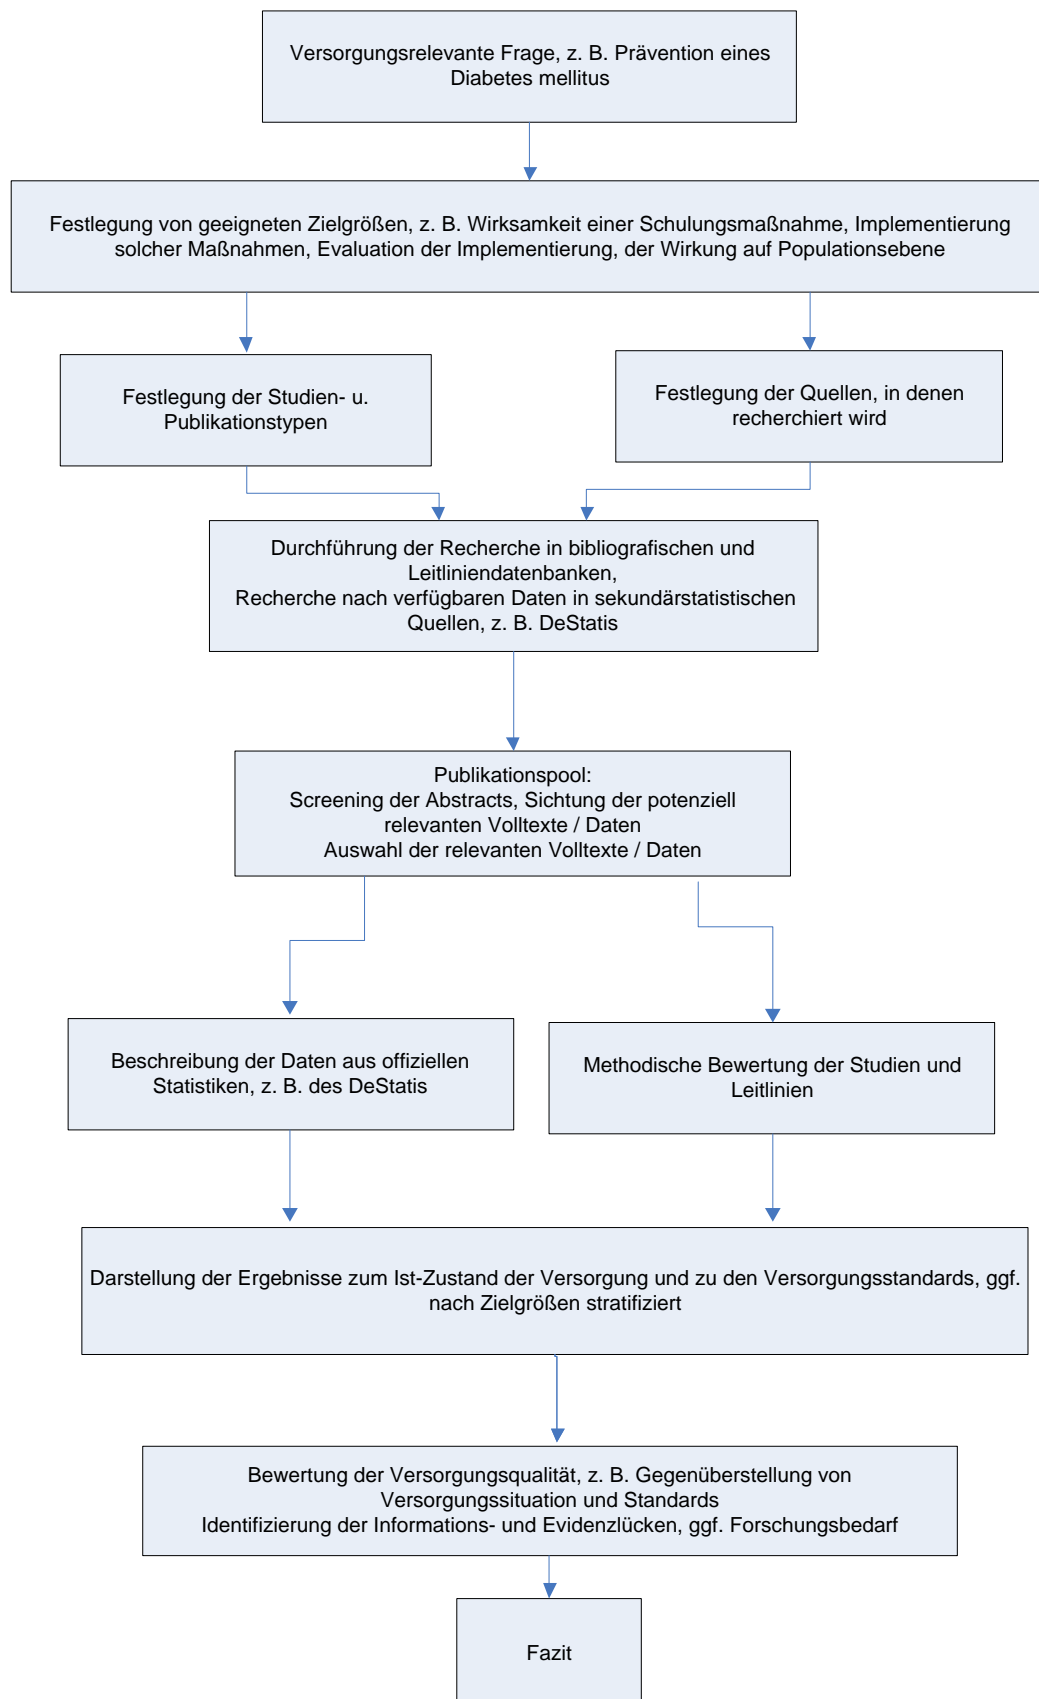 Versorgungsrelevante Frage, z. B. Prävention eines
Diabetes mellitus
Festlegung von geeigneten Zielgrößen, z. B. Wirksamkeit einer Schulungsmaßnahme, Implementierung
solcher Maßnahmen, Evaluation der Implementierung, der Wirkung auf Populationsebene
Festlegung der Studien- u.
Publikationstypen
Festlegung der Quellen, in denen
recherchiert wird
Durchführung der Recherche in bibliografischen und
Leitliniendatenbanken,
Recherche nach verfügbaren Daten in sekundärstatistischen
Quellen, z. B. DeStatis
Publikationspool:
Screening der Abstracts, Sichtung der potenziell
relevanten Volltexte / Daten
Auswahl der relevanten Volltexte / Daten
Beschreibung der Daten aus offiziellen
Statistiken, z. B. des DeStatis
Methodische Bewertung der Studien und
Leitlinien
Darstellung der Ergebnisse zum Ist-Zustand der Versorgung und zu den Versorgungsstandards, ggf.
nach Zielgrößen stratifiziert
Bewertung der Versorgungsqualität, z. B. Gegenüberstellung von
Versorgungssituation und Standards
Identifizierung der Informations- und Evidenzlücken, ggf. Forschungsbedarf
Fazit